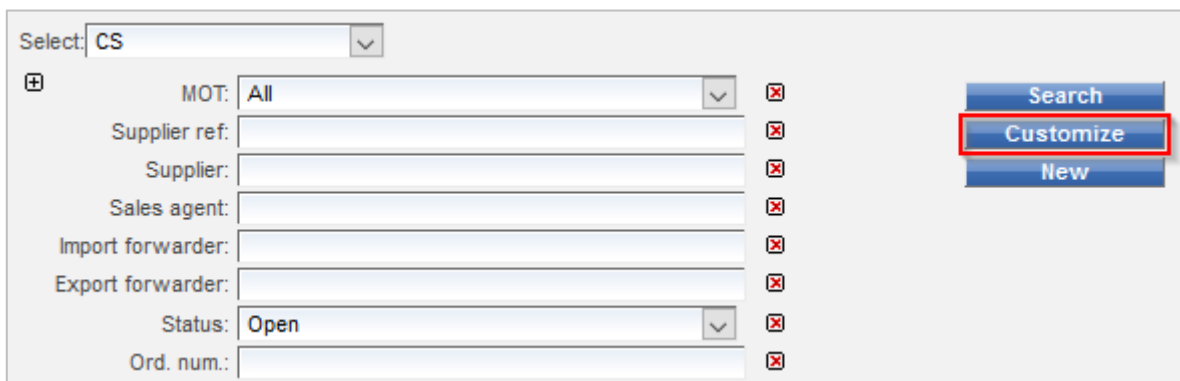 Select: CS
MOT: All
Search
Supplier ref:
Customize
Supplier:
New
Sales agent:
Import forwarder:
Export forwarder:
Status: Open
Ord. num.: